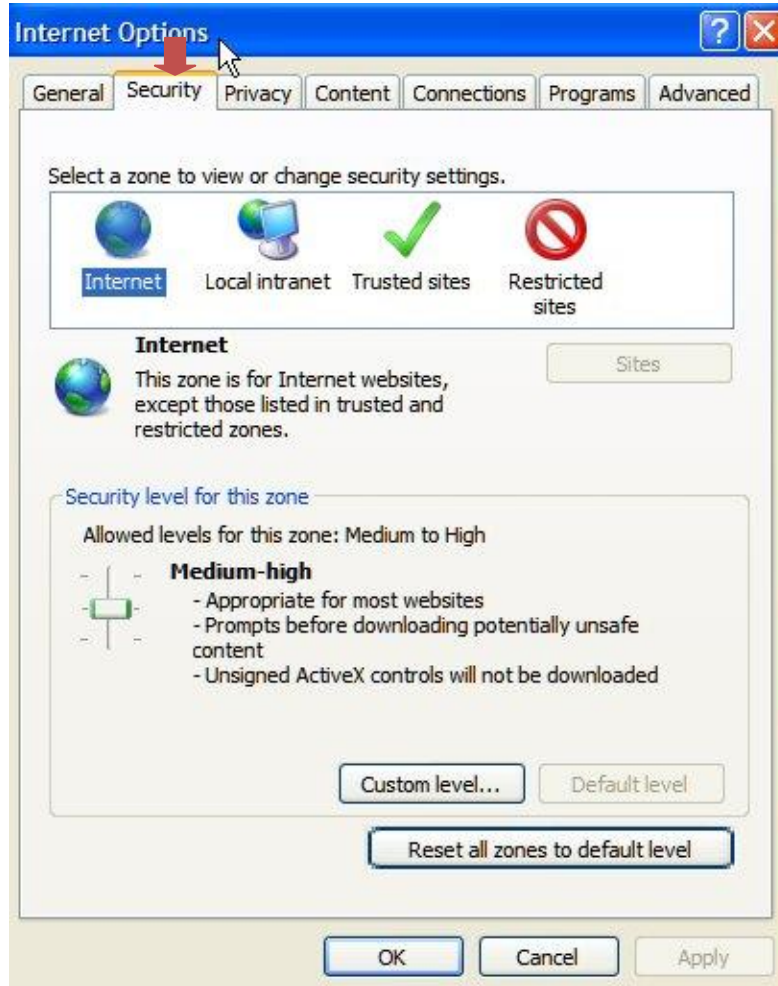 Internet Options
General Security Privacy Content Connections Programs Advanced
Select a zone to view or change security settings.
Internet Local intranet Trusted sites Restricted
sites
Internet
Sites
This zone is for Internet websites,
except those listed in trusted and
restricted zones.
Security level for this zone
Allowed levels for this zone: Medium to High
Medium-high
- Appropriate for most websites
- Prompts before downloading potentially unsafe
content
- Unsigned ActiveX controls will not be downloaded
Custom level... Default level
Reset all zones to default level
OK Cancel Apply